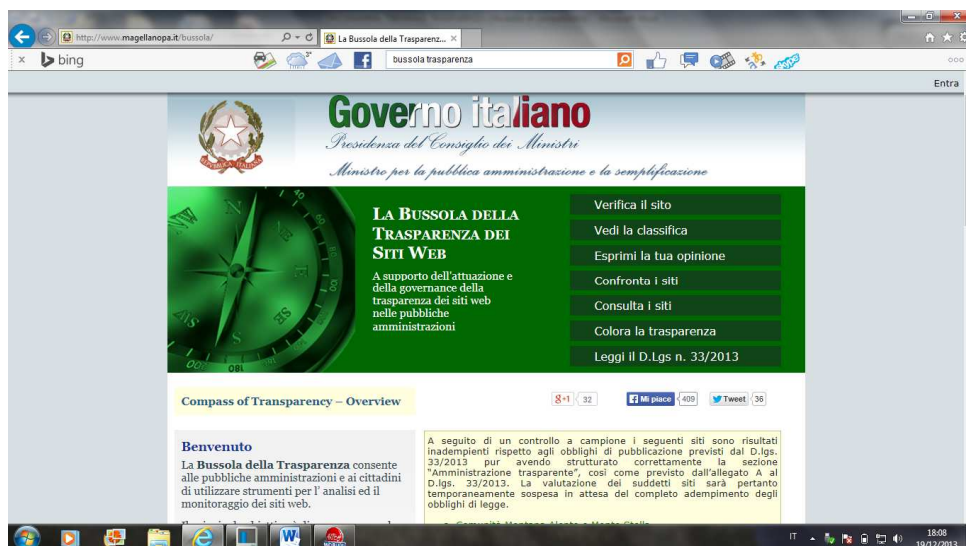 http://www.magellanopa.it/bussola/
La Bussola della Trasparenz...
bing
bussola trasparenza
Entra
Governo italiano
Presidenza del Consiglio dei Ministri
Ministro per la pubblica amministrazione e la semplificazione
LA BUSSOLA DELLA
TRASPARENZA DEI
SITI WEB
A supporto dell'attuazione e
della governance della
trasparenza dei siti web
nelle pubbliche
amministrazioni
Verifica il sito
Vedi la classifica
Esprimi la tua opinione
Confronta i siti
Consulta i siti
Colora la trasparenza
Leggi il D.Lgs n. 33/2013
Compass of Transparency – Overview
g+1 32
Mi piace 409
Tweet 36
Benvenuto
La Bussola della Trasparenza consente
alle pubbliche amministrazioni e ai cittadini
di utilizzare strumenti per l' analisi ed il
monitoraggio dei siti web.
A seguito di un controllo a campione i seguenti siti sono risultati
inadempienti rispetto agli obblighi di pubblicazione previsti dal D.lgs.
33/2013 pur avendo strutturato correttamente la sezione
"Amministrazione trasparente", così come previsto dall'allegato A al
D.lgs. 33/2013. La valutazione dei suddetti siti sarà pertanto
temporaneamente sospesa in attesa del completo adempimento degli
obblighi di legge.
IT
18:08
19/12/2013